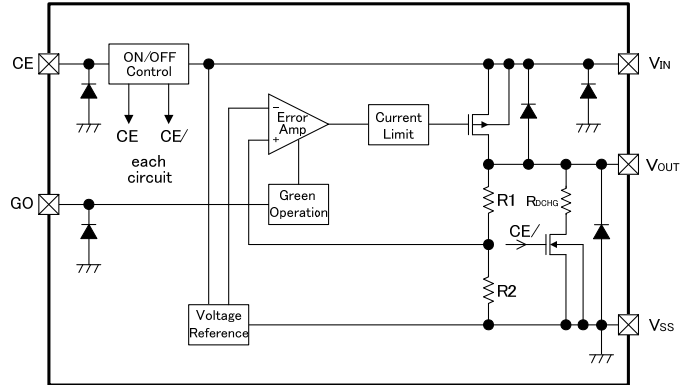 CE
ON/OFF
Control
VIN
CE
CE/
each
circuit
−
Error
Amp
+
Current
Limit
VOUT
GO
Green
Operation
R1
RDCHG
CE/
R2
Voltage
Reference
VSS